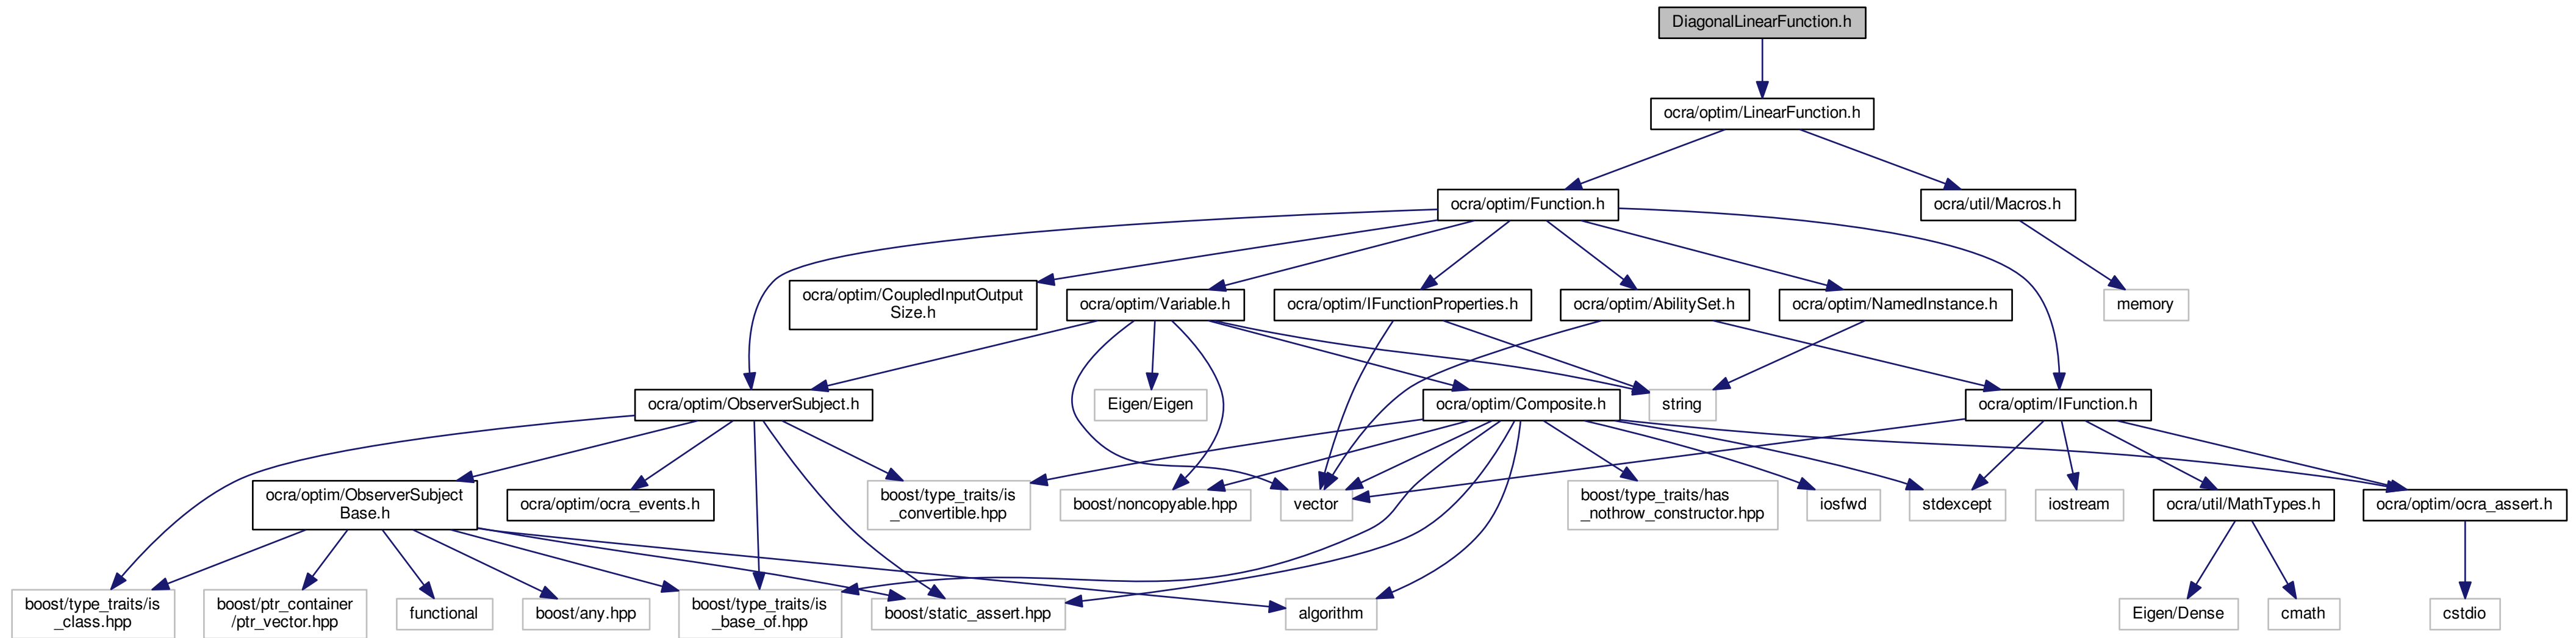 DiagonalLinearFunction.h
ocra/optim/LinearFunction.h
ocra/optim/Function.h
ocra/util/Macros.h
ocra/optim/CoupledInputOutput
Size.h
ocra/optim/Variable.h
ocra/optim/IFunctionProperties.h
ocra/optim/AbilitySet.h
ocra/optim/NamedInstance.h
memory
ocra/optim/ObserverSubject.h
Eigen/Eigen
ocra/optim/Composite.h
string
ocra/optim/IFunction.h
ocra/optim/ObserverSubject
Base.h
ocra/optim/ocra_events.h
boost/type_traits/is
_convertible.hpp
boost/noncopyable.hpp
vector
boost/type_traits/has
_nothrow_constructor.hpp
iosfwd
stdexcept
iostream
ocra/util/MathTypes.h
ocra/optim/ocra_assert.h
boost/type_traits/is
_class.hpp
boost/ptr_container
/ptr_vector.hpp
functional
boost/any.hpp
boost/type_traits/is
_base_of.hpp
boost/static_assert.hpp
algorithm
Eigen/Dense
cmath
cstdio